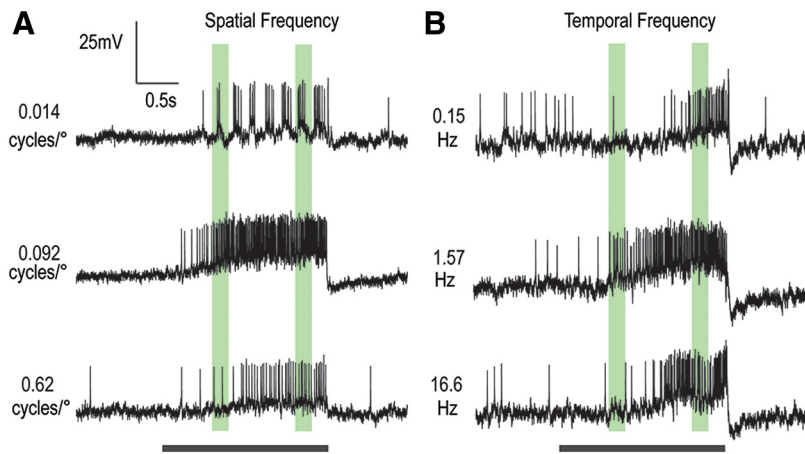 A
Spatial Frequency
25mV
0.5s
0.014
cycles/°
0.092
cycles/°
0.62
cycles/°
B
Temporal Frequency
0.15
Hz
1.57
Hz
16.6
Hz